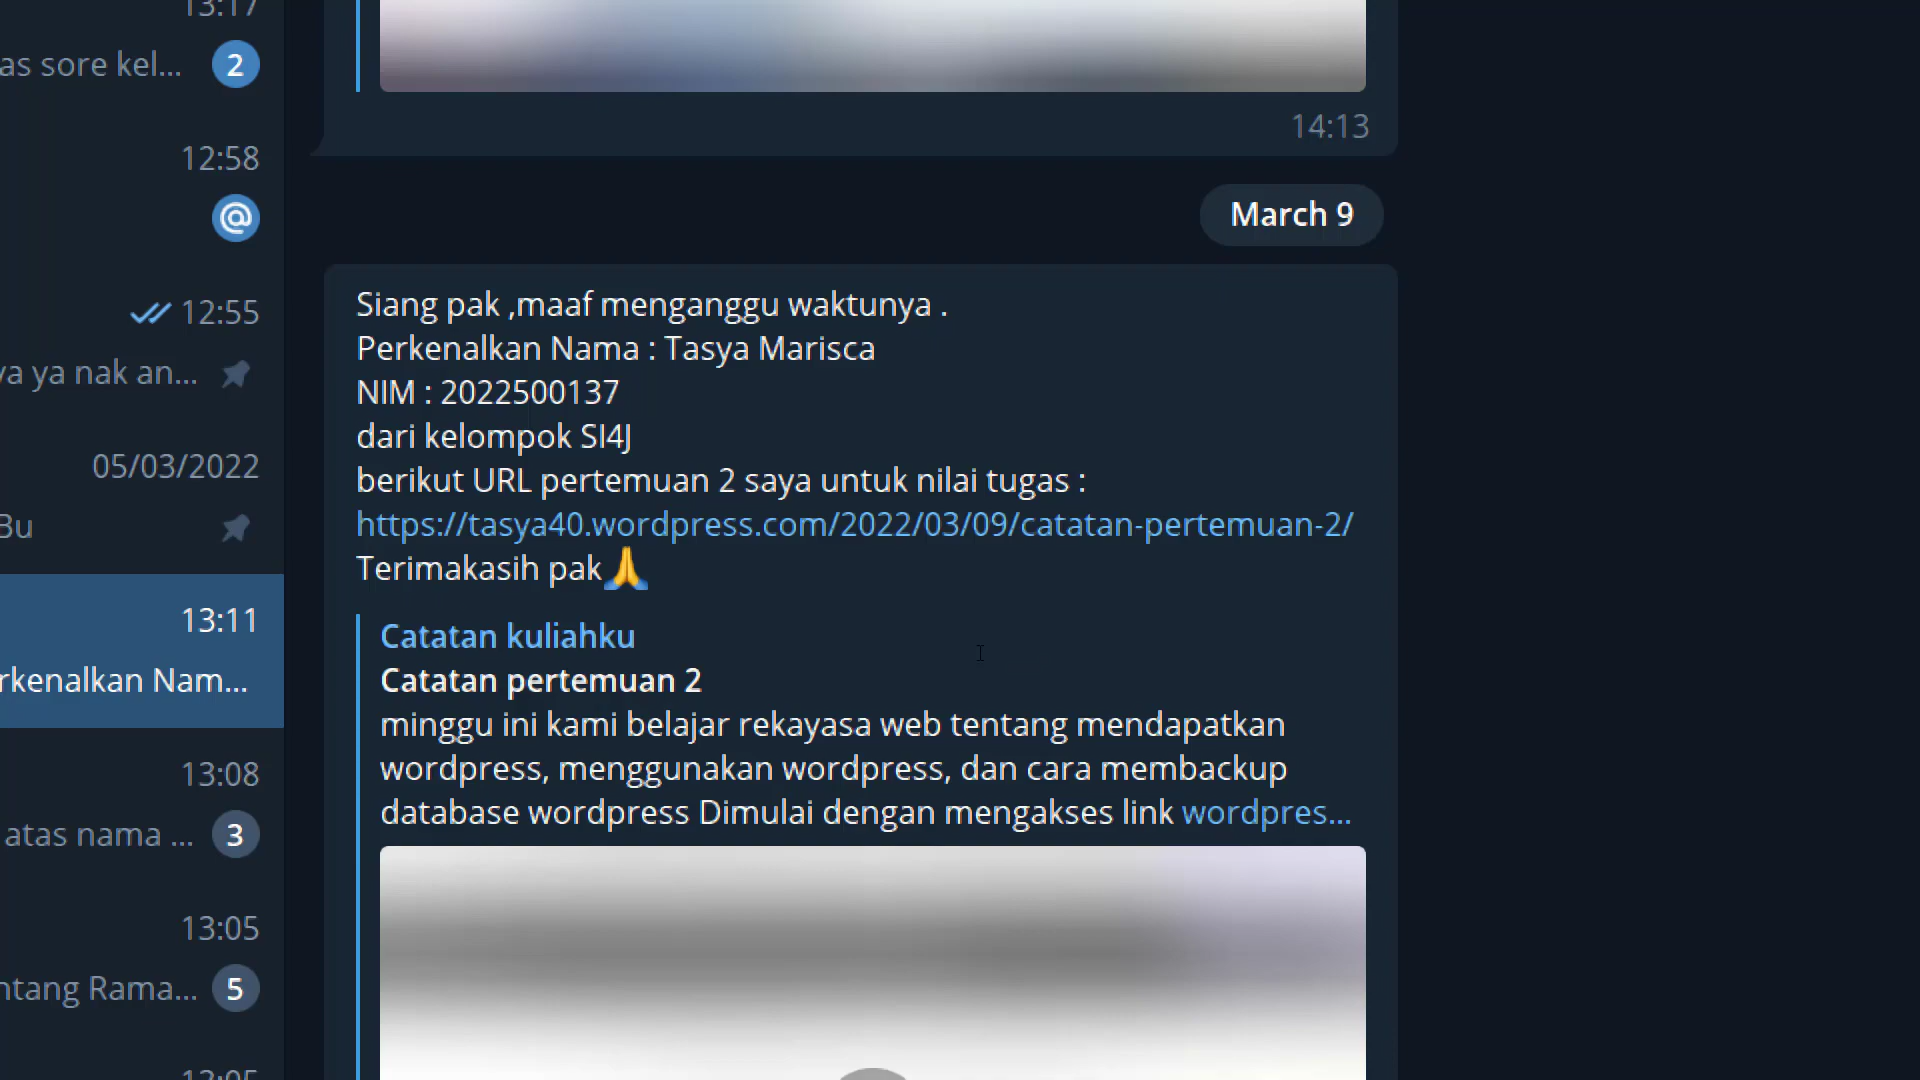 13:17
as sore kel...
2
12:58
@
12:55
ya ya nak an...
05/03/2022
Bu
13:11
rkenalkan Nam...
13:08
atas nama ...
3
13:05
ntang Rama...
5
14:13
March 9
Siang pak ,maaf menganggu waktunya .
Perkenalkan Nama : Tasya Marisca
NIM : 2022500137
dari kelompok SI4J
berikut URL pertemuan 2 saya untuk nilai tugas :
https://tasya40.wordpress.com/2022/03/09/catatan-pertemuan-2/
Terimakasih pak🙏
Catatan kuliahku
Catatan pertemuan 2
minggu ini kami belajar rekayasa web tentang mendapatkan
wordpress, menggunakan wordpress, dan cara membackup
database wordpress Dimulai dengan mengakses link wordpres...